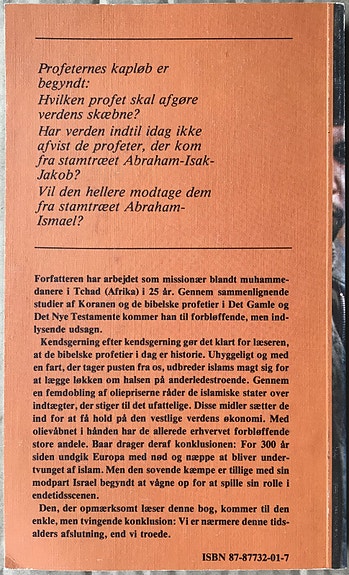 Profeternes kapløb er
begyndt:
Hvilken profet skal afgøre
verdens skæbne?
Har verden indtil idag ikke
afvist de profeter, der kom
fra stamtræet Abraham-Isak-
Jakob?
Vil den hellere modtage dem
fra stamtræet Abraham-
Ismael?
Forfatteren har arbejdet som missionær blandt muhamme-
danere i Tchad (Afrika) i 25 år. Gennem sammenlignende
studier af Koranen og de bibelske profetier i Det Gamle og
Det Nye Testamente kommer han til forbløffende, men ind-
lysende udsagn.
Kendsgerning efter kendsgerning gør det klart for læseren,
at de bibelske profetier i dag er historie. Uhyggeligt og med
en fart, der tager pusten fra os, udbreder islams magt sig for
at lægge løkken om halsen på anderledestroende. Gennem
en femdobling af oliepriserne råder de islamiske stater over
indtægter, der stiger til det ufattelige. Disse midler sætter de
ind for at få hold på den vestlige verdens økonomi. Med
olievåbnet i hånden har de allerede erhvervet forbløffende
store andele. Baar drager deraf konklusionen: For 300 år
siden undgik Europa med nød og næppe at bliver under-
tvunget af islam. Men den sovende kæmpe er tillige med sin
modpart Israel begyndt at vågne op for at spille sin rolle i
endetidsscenen.
Den, der opmærksomt læser denne bog, kommer til den
enkle, men tvingende konklusion: Vi er nærmere denne tids-
alders afslutning, end vi troede.
ISBN 87-87732-01-7